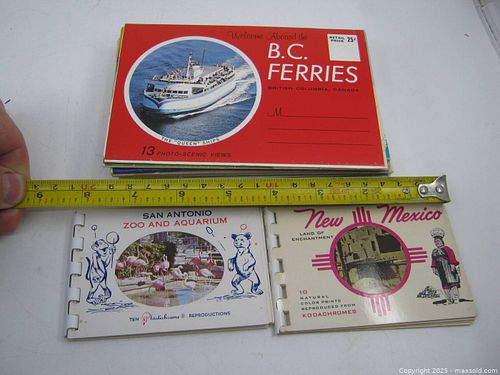 Welcome Aboard the
RETAIL PRICE 25¢
B.C.
FERRIES
BRITISH COLUMBIA, CANADA
M
THE "QUEEN" SHIPS
13 PHOTO-SCENIC VIEWS
SAN ANTONIO
ZOO AND AQUARIUM
TEN Plastichrome® REPRODUCTIONS
New Mexico
LAND OF
ENCHANTMENT
10
NATURAL
COLOR PRINTS
REPRODUCED FROM
KODACHROMES
Copyright 2025 - maxsold.com